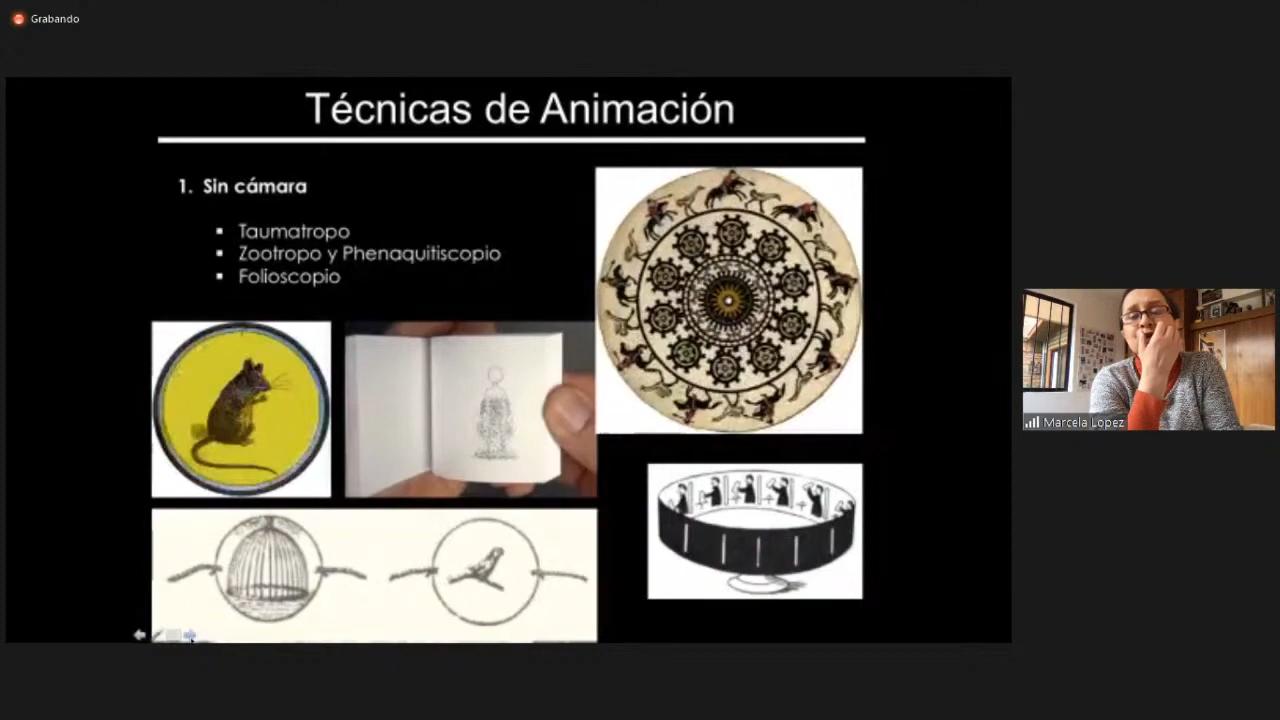 Grabando
Técnicas de Animación
1. Sin cámara
▪ Taumatropo
▪ Zootropo y Phenaquitiscopio
▪ Folioscopio
Marcela Lopez